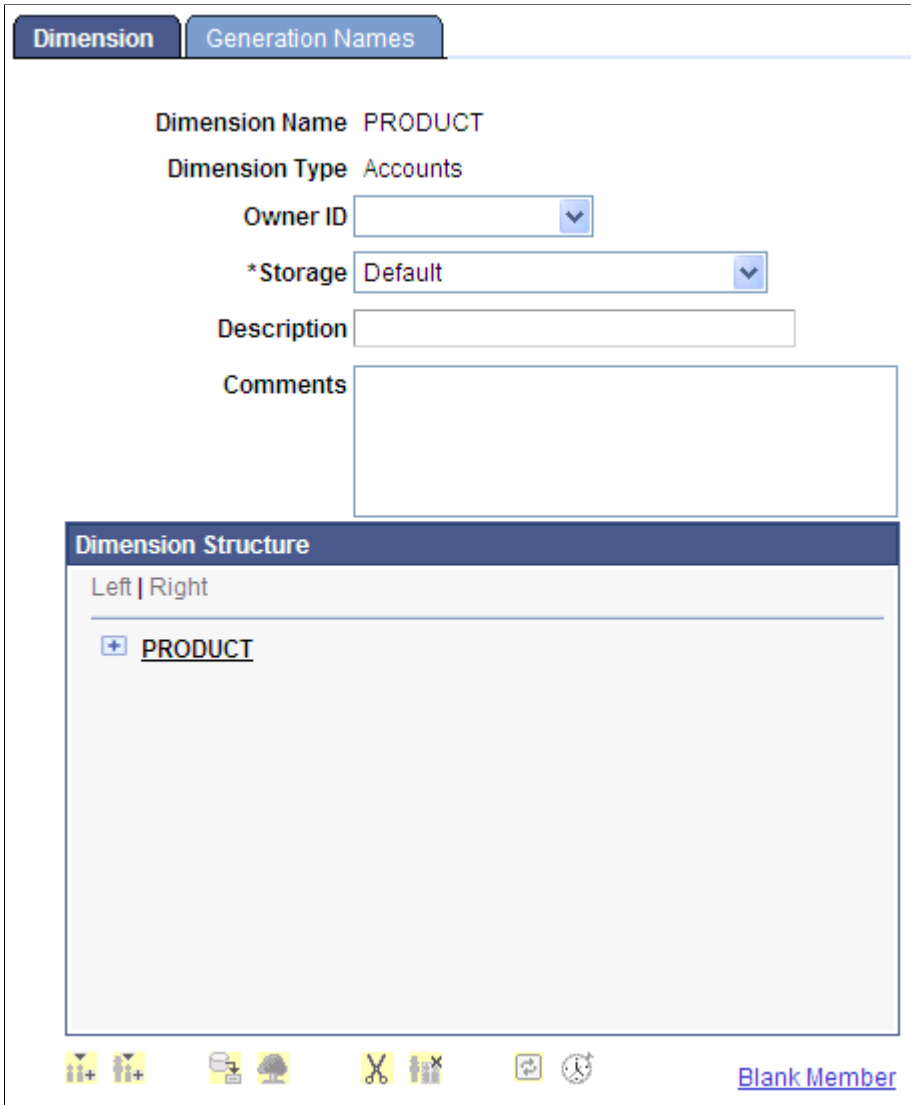 Dimension Generation Names
Dimension Name PRODUCT
Dimension Type Accounts
Owner ID
*Storage Default
Description
Comments
Dimension Structure
Left | Right
PRODUCT
Blank Member